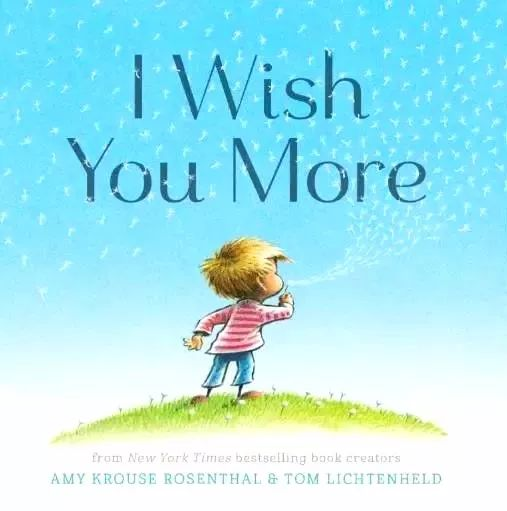 I Wish
You More
from New York Times bestselling book creators
AMY KROUSE ROSENTHAL & TOM LICHTENHELD